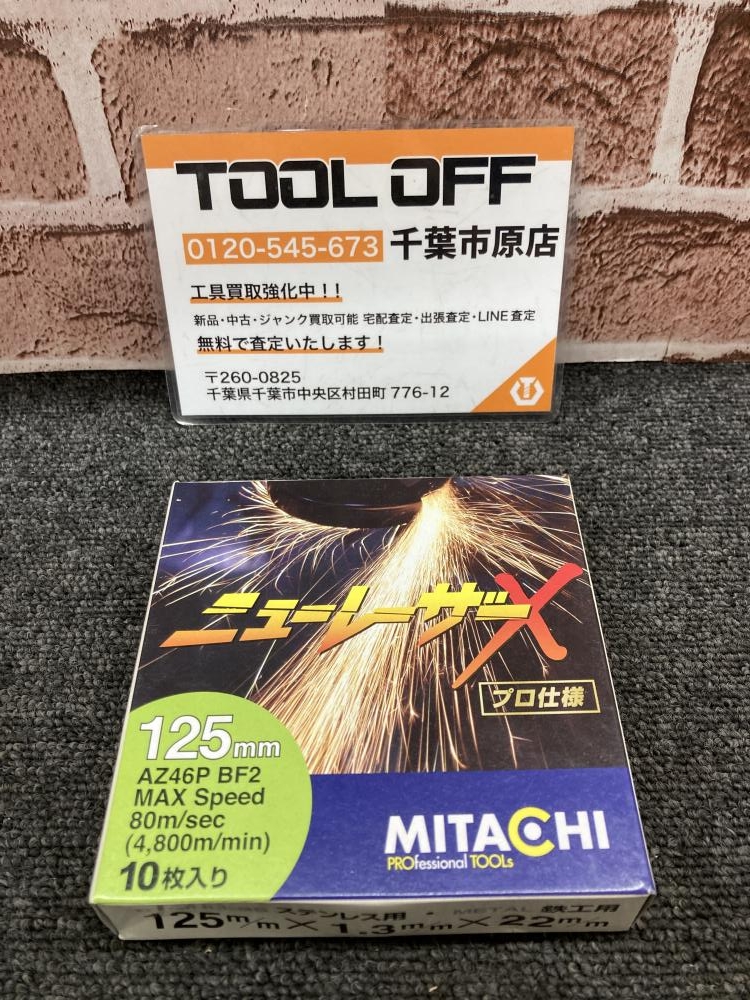 TOOL OFF
0120-545-673 千葉市原店
工具買取強化中！！
新品・中古・ジャンク買取可能 宅配査定・出張査定・LINE査定
無料で査定いたします！
〒260-0825
千葉県千葉市中央区村田町 776-12
ニューレーザーX
プロ仕様
125mm
AZ46P BF2
MAX Speed
80m/sec
(4,800m/min)
10枚入り
MITACHI
PROfessional TOOLs
ステンレス用・METAL 鉄工用
125m/m×1.3mm×22mm